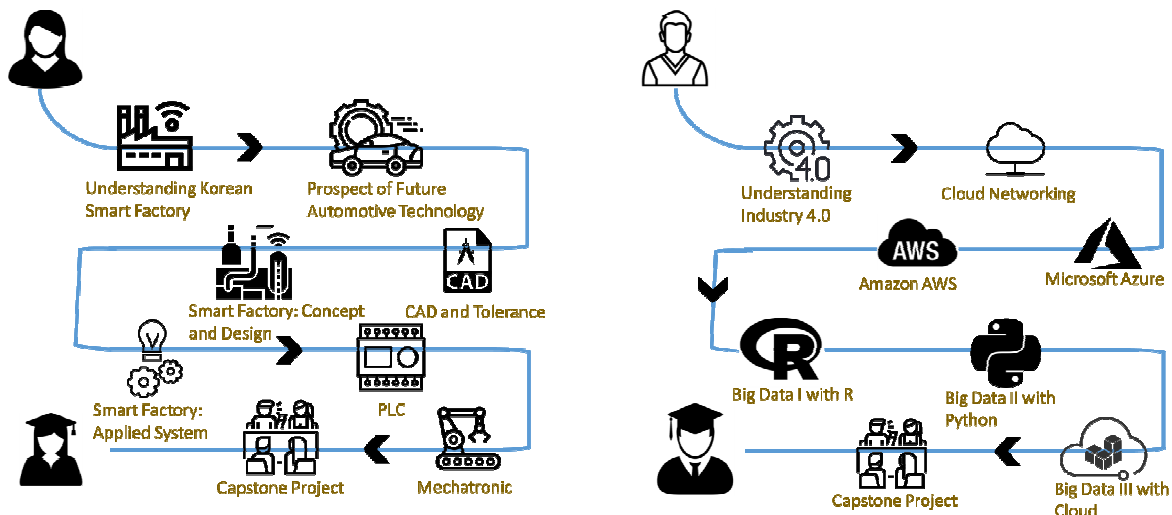 Understanding Korean
Smart Factory
Prospect of Future
Automotive Technology
CAD
CAD and Tolerance
Smart Factory: Concept
and Design
Smart Factory:
Applied System
PLC
Mechatronic
Capstone Project
4.0
Understanding
Industry 4.0
Cloud Networking
Microsoft Azure
AWS
Amazon AWS
R
Big Data I with R
Big Data II with
Python
Big Data III with
Cloud
Capstone Project